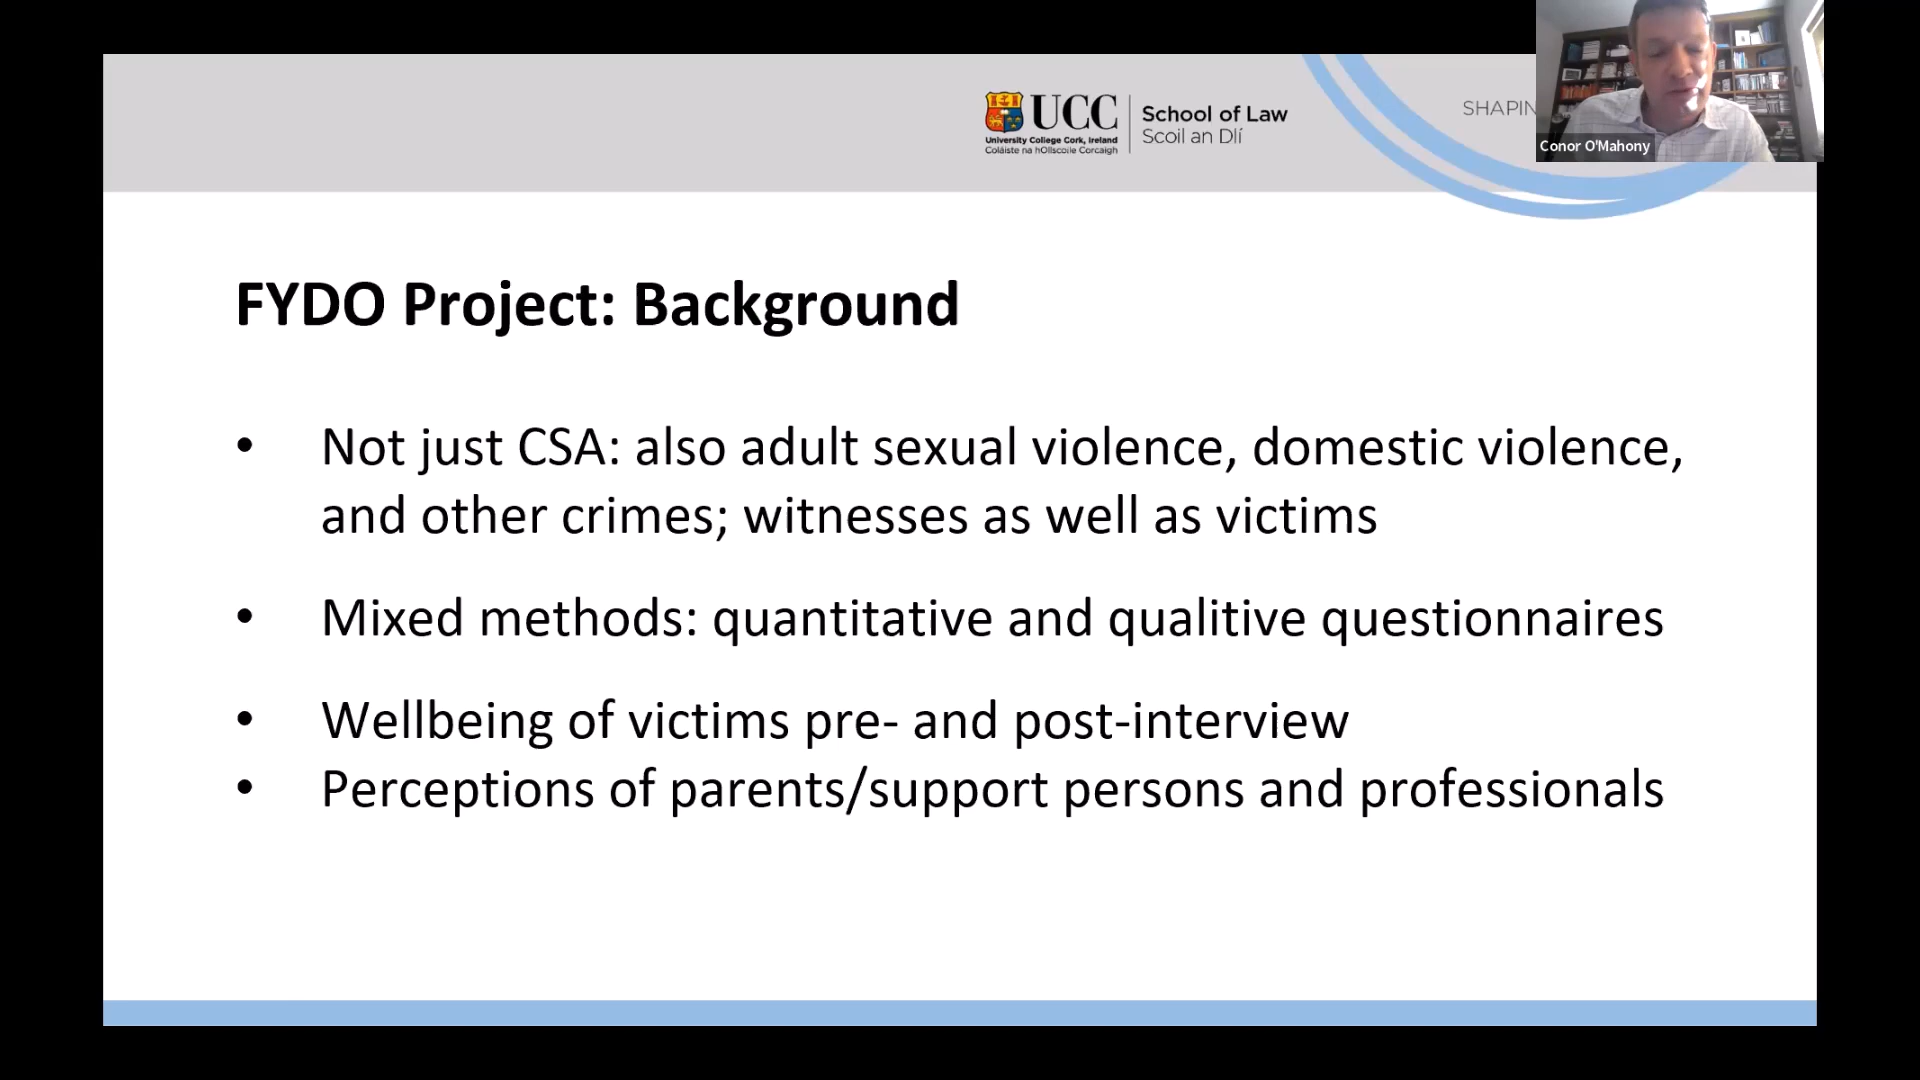 UCC
University College Cork, Ireland
Coláiste na hOllscoile Corcaigh
School of Law
Scoil an Dlí
SHAPIN
Conor O'Mahony
FYDO Project: Background
• Not just CSA: also adult sexual violence, domestic violence,
and other crimes; witnesses as well as victims
• Mixed methods: quantitative and qualitive questionnaires
• Wellbeing of victims pre- and post-interview
• Perceptions of parents/support persons and professionals